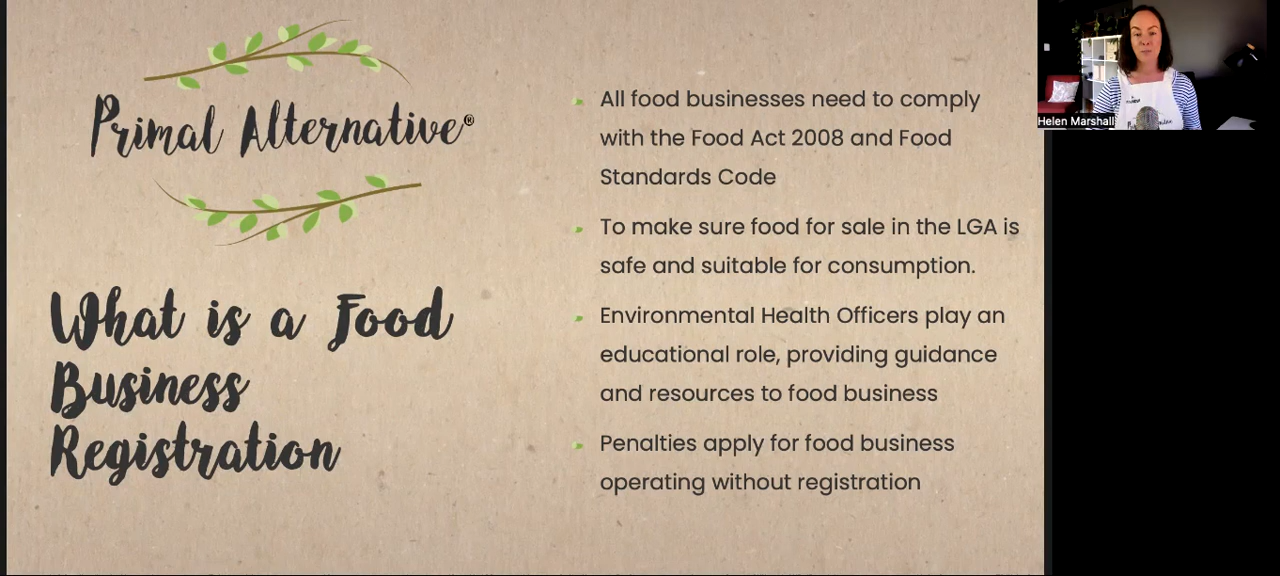 Primal Alternative®
What is a Food
Business
Registration
All food businesses need to comply
with the Food Act 2008 and Food
Standards Code
To make sure food for sale in the LGA is
safe and suitable for consumption.
Environmental Health Officers play an
educational role, providing guidance
and resources to food business
Penalties apply for food business
operating without registration
Helen Marshall